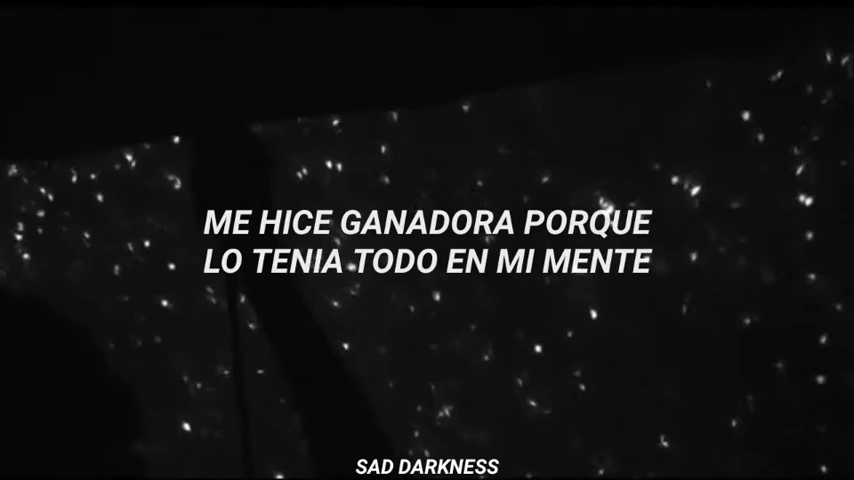 ME HICE GANADORA PORQUE
LO TENIA TODO EN MI MENTE
SAD DARKNESS